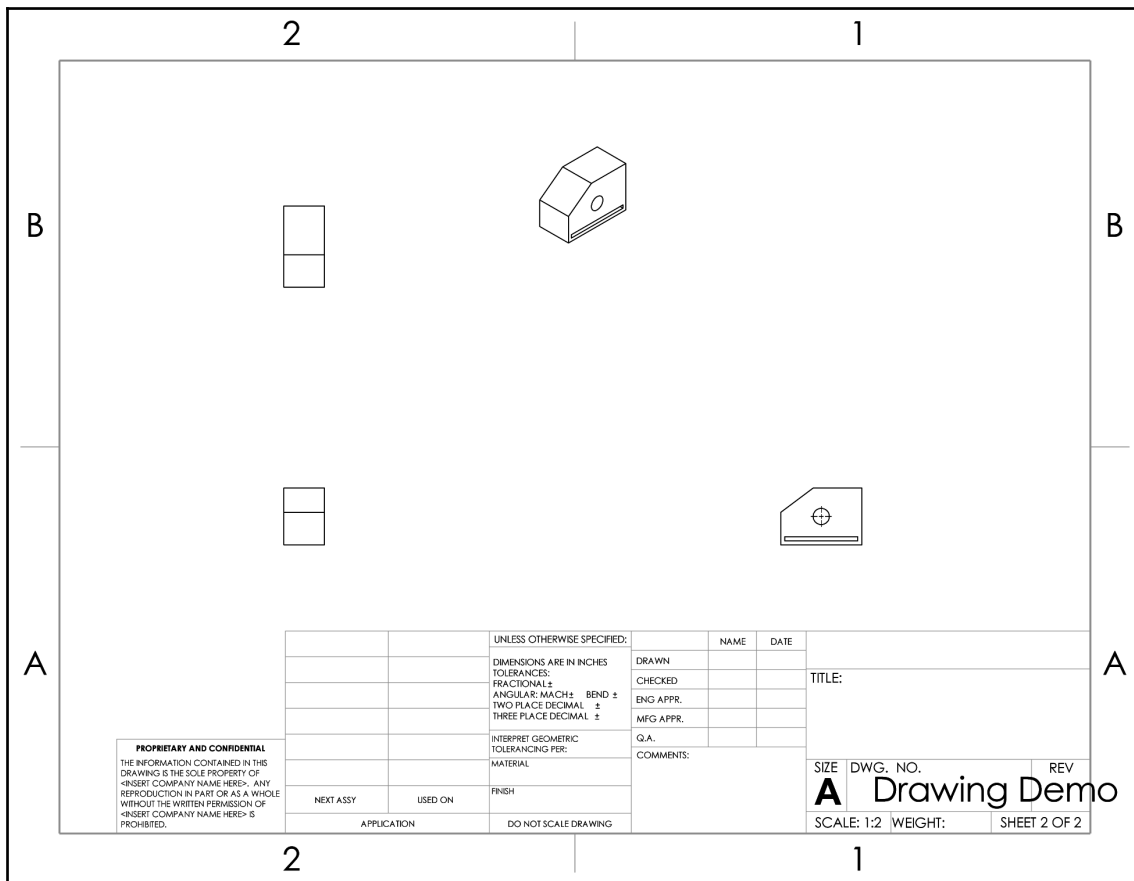 2 1
B B
A A
UNLESS OTHERWISE SPECIFIED:
DIMENSIONS ARE IN INCHES
TOLERANCES:
FRACTIONAL±
ANGULAR: MACH± BEND ±
TWO PLACE DECIMAL ±
THREE PLACE DECIMAL ±
INTERPRET GEOMETRIC
TOLERANCING PER:
MATERIAL
FINISH
DO NOT SCALE DRAWING
NAME DATE
DRAWN
CHECKED
ENG APPR.
MFG APPR.
Q.A.
COMMENTS:
TITLE:
SIZE DWG. NO. REV
A Drawing Demo
SCALE: 1:2 WEIGHT: SHEET 2 OF 2
PROPRIETARY AND CONFIDENTIAL
THE INFORMATION CONTAINED IN THIS
DRAWING IS THE SOLE PROPERTY OF
<INSERT COMPANY NAME HERE>. ANY
REPRODUCTION IN PART OR AS A WHOLE
WITHOUT THE WRITTEN PERMISSION OF
<INSERT COMPANY NAME HERE> IS
PROHIBITED.
NEXT ASSY USED ON
APPLICATION
2 1